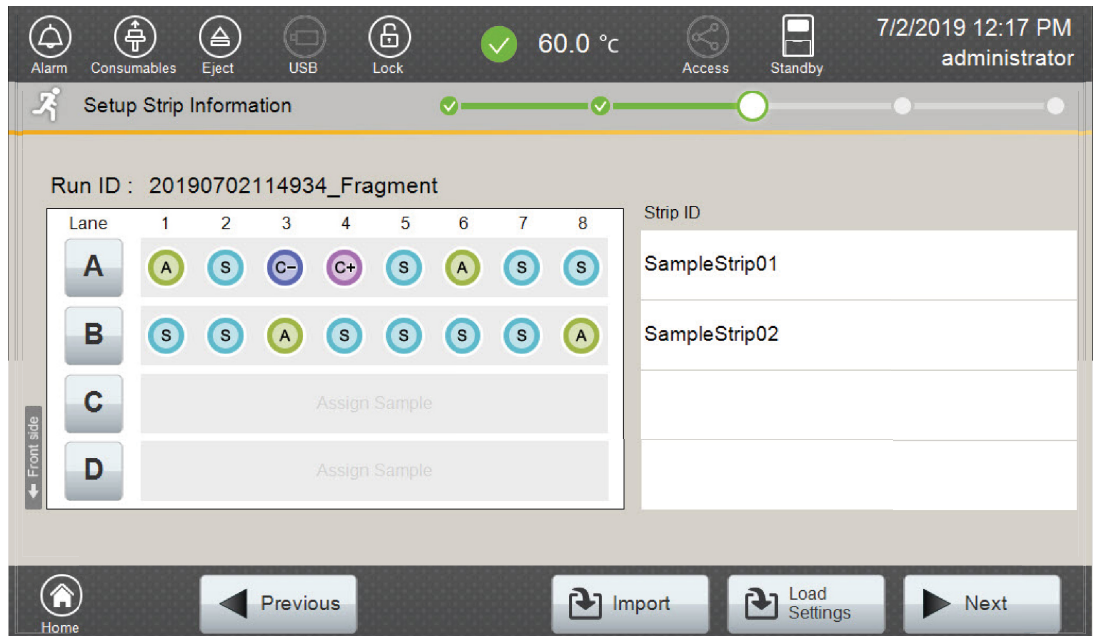 7/2/2019 12:17 PM
60.0 °c
administrator
Alarm Consumables Eject USB Lock Access Standby
Setup Strip Information
Run ID : 20190702114934_Fragment
Strip ID
Lane 1 2 3 4 5 6 7 8
A A S C- C+ S A S S SampleStrip01
B S S A S S S S A SampleStrip02
C Assign Sample
Front side
D Assign Sample
Previous Import Load Settings Next
Home